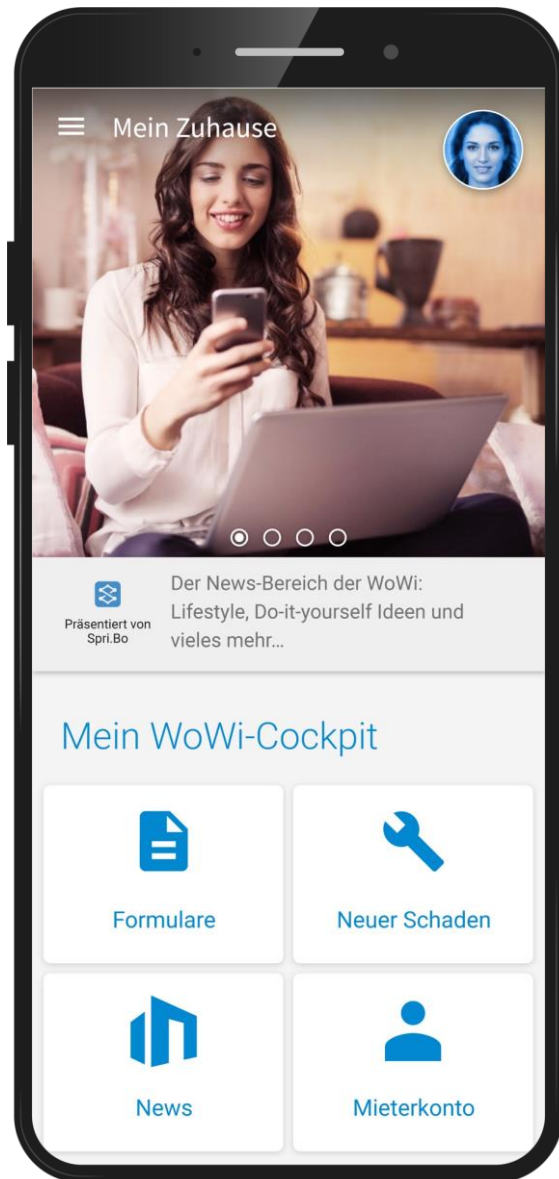 Mein Zuhause
Präsentiert von
Spri.Bo
Der News-Bereich der WoWi:
Lifestyle, Do-it-yourself Ideen und
vieles mehr...
Mein WoWi-Cockpit
Formulare
Neuer Schaden
News
Mieterkonto